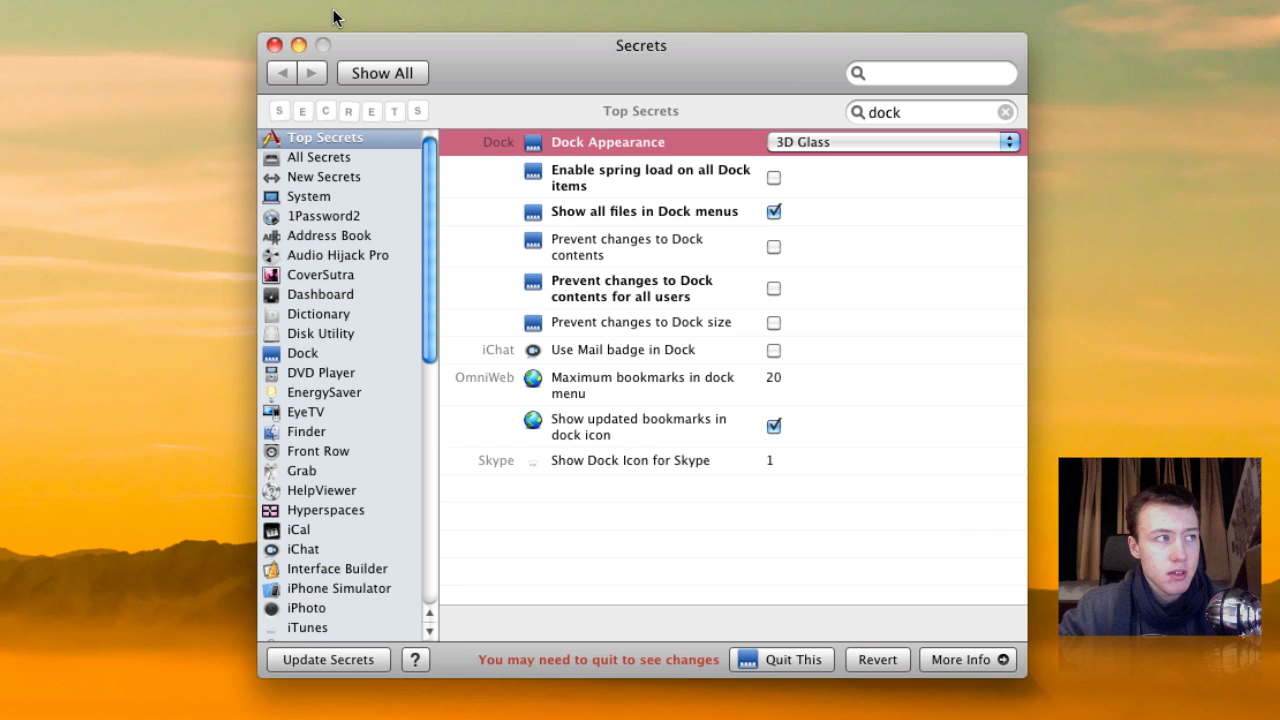 Secrets
Show All
S E C R E T S
Top Secrets
dock
Top Secrets
All Secrets
New Secrets
System
1Password2
Address Book
Audio Hijack Pro
CoverSutra
Dashboard
Dictionary
Disk Utility
Dock
DVD Player
EnergySaver
EyeTV
Finder
Front Row
Grab
HelpViewer
Hyperspaces
iCal
iChat
Interface Builder
iPhone Simulator
iPhoto
iTunes
Dock Dock Appearance 3D Glass
Enable spring load on all Dock
items
Show all files in Dock menus
Prevent changes to Dock
contents
Prevent changes to Dock
contents for all users
Prevent changes to Dock size
iChat Use Mail badge in Dock
OmniWeb Maximum bookmarks in dock 20
menu
Show updated bookmarks in
dock icon
Skype Show Dock Icon for Skype 1
Update Secrets ? You may need to quit to see changes Quit This Revert More Info